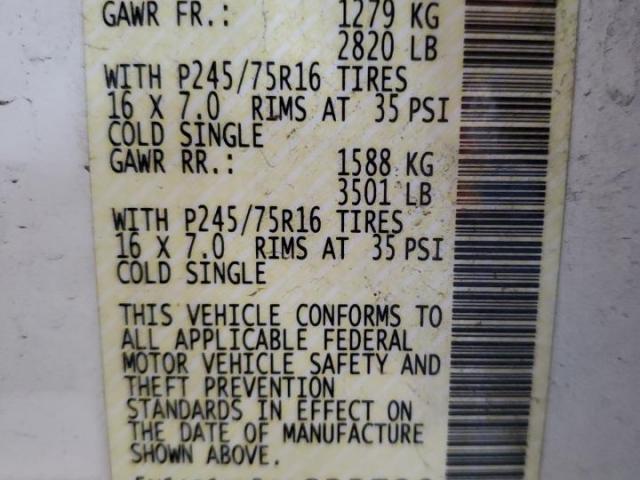 GAWR FR.: 1279 KG
2820 LB
WITH P245/75R16 TIRES
16 X 7.0 RIMS AT 35 PSI
COLD SINGLE
GAWR RR.: 1588 KG
3501 LB
WITH P245/75R16 TIRES
16 X 7.0 RIMS AT 35 PSI
COLD SINGLE
THIS VEHICLE CONFORMS TO
ALL APPLICABLE FEDERAL
MOTOR VEHICLE SAFETY AND
THEFT PREVENTION
STANDARDS IN EFFECT ON
THE DATE OF MANUFACTURE
SHOWN ABOVE.